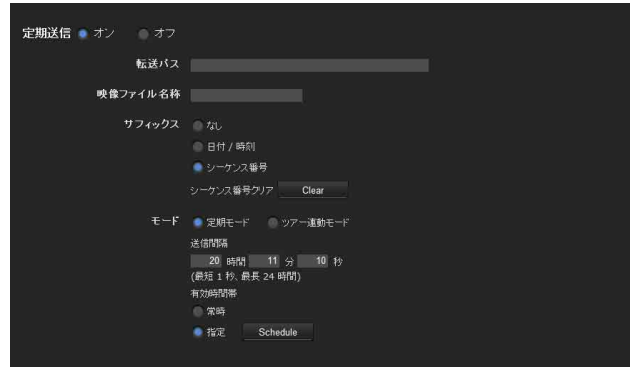 定期送信 オン オフ
転送パス
映像ファイル名称
サフィックス なし
日付 / 時刻
シーケンス番号
シーケンス番号クリア Clear
モード 定期モード ツアー連動モード
送信間隔
20 時間 11 分 10 秒
(最短 1 秒、最長 24 時間)
有効時間帯
常時
指定 Schedule